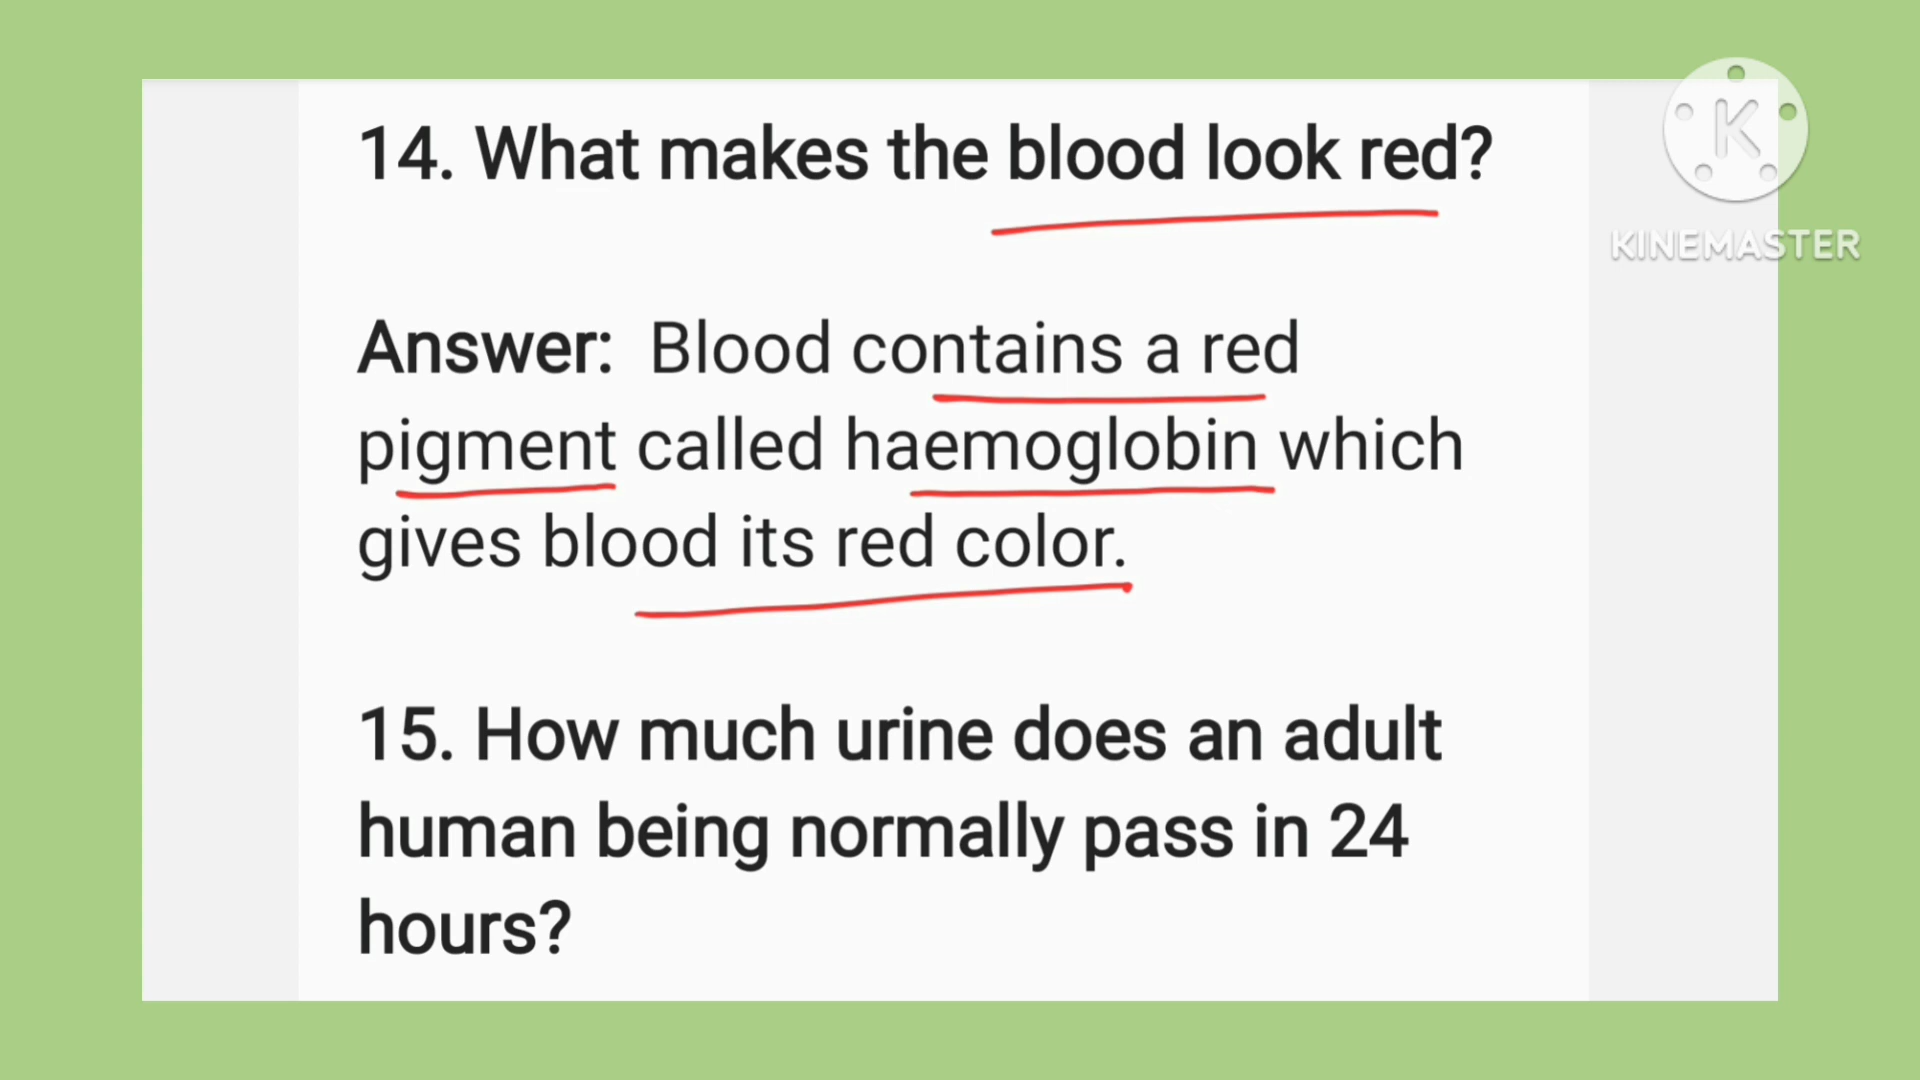 14. What makes the blood look red?
Answer: Blood contains a red
pigment called haemoglobin which
gives blood its red color.
15. How much urine does an adult
human being normally pass in 24
hours?
K
KINEMASTER